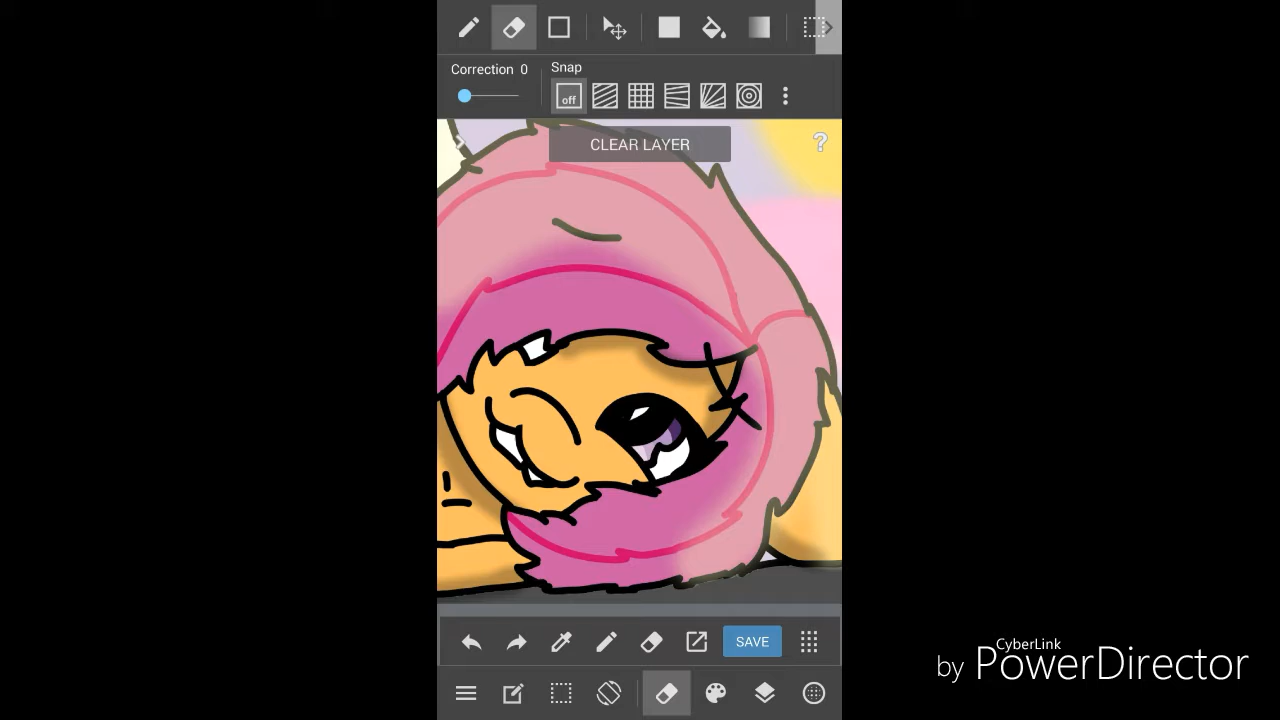 Correction 0
Snap
off
CLEAR LAYER
?
SAVE
CyberLink
by PowerDirector